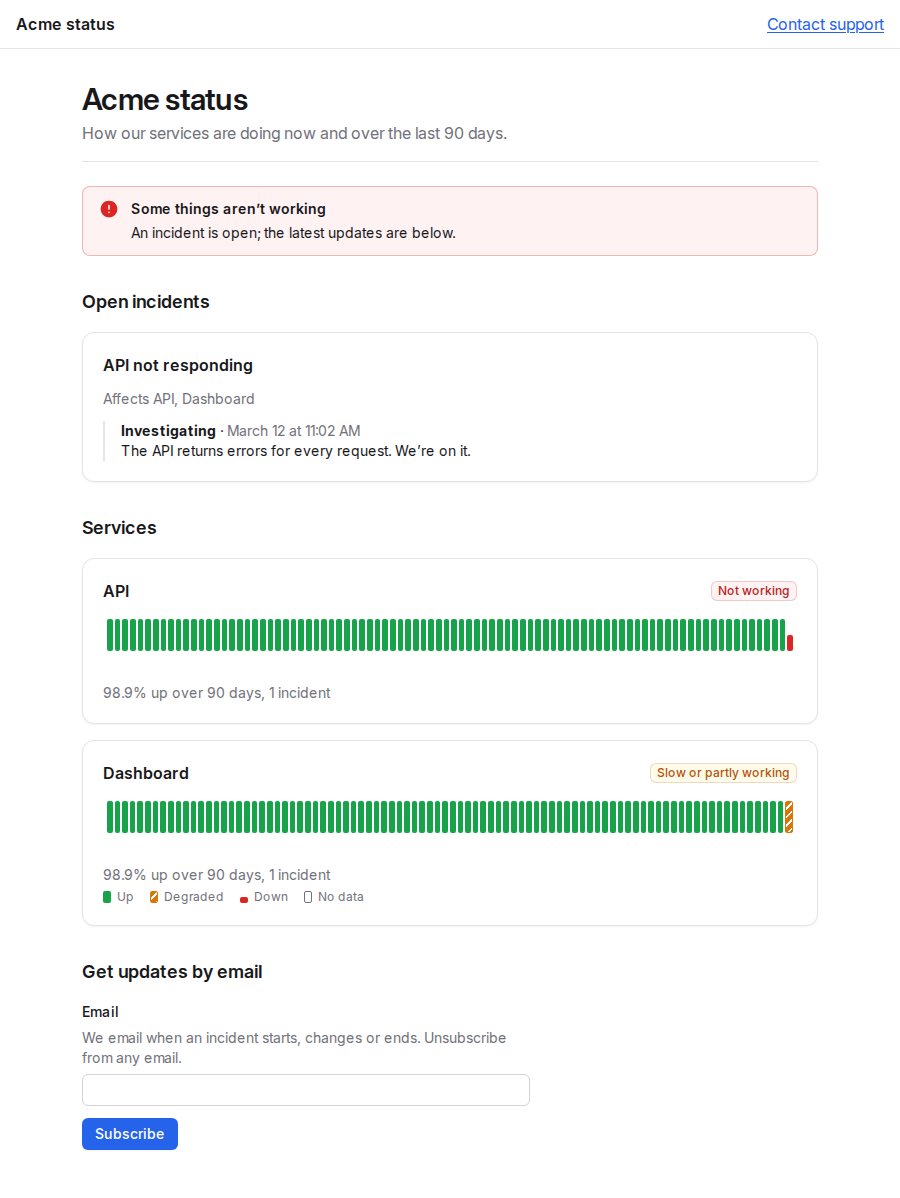 Acme status
Contact support
Acme status
How our services are doing now and over the last 90 days.
Some things aren’t working
An incident is open; the latest updates are below.
Open incidents
API not responding
Affects API, Dashboard
Investigating · March 12 at 11:02 AM
The API returns errors for every request. We’re on it.
Services
API
Not working
98.9% up over 90 days, 1 incident
Dashboard
Slow or partly working
98.9% up over 90 days, 1 incident
Up
Degraded
Down
No data
Get updates by email
Email
We email when an incident starts, changes or ends. Unsubscribe
from any email.
Subscribe